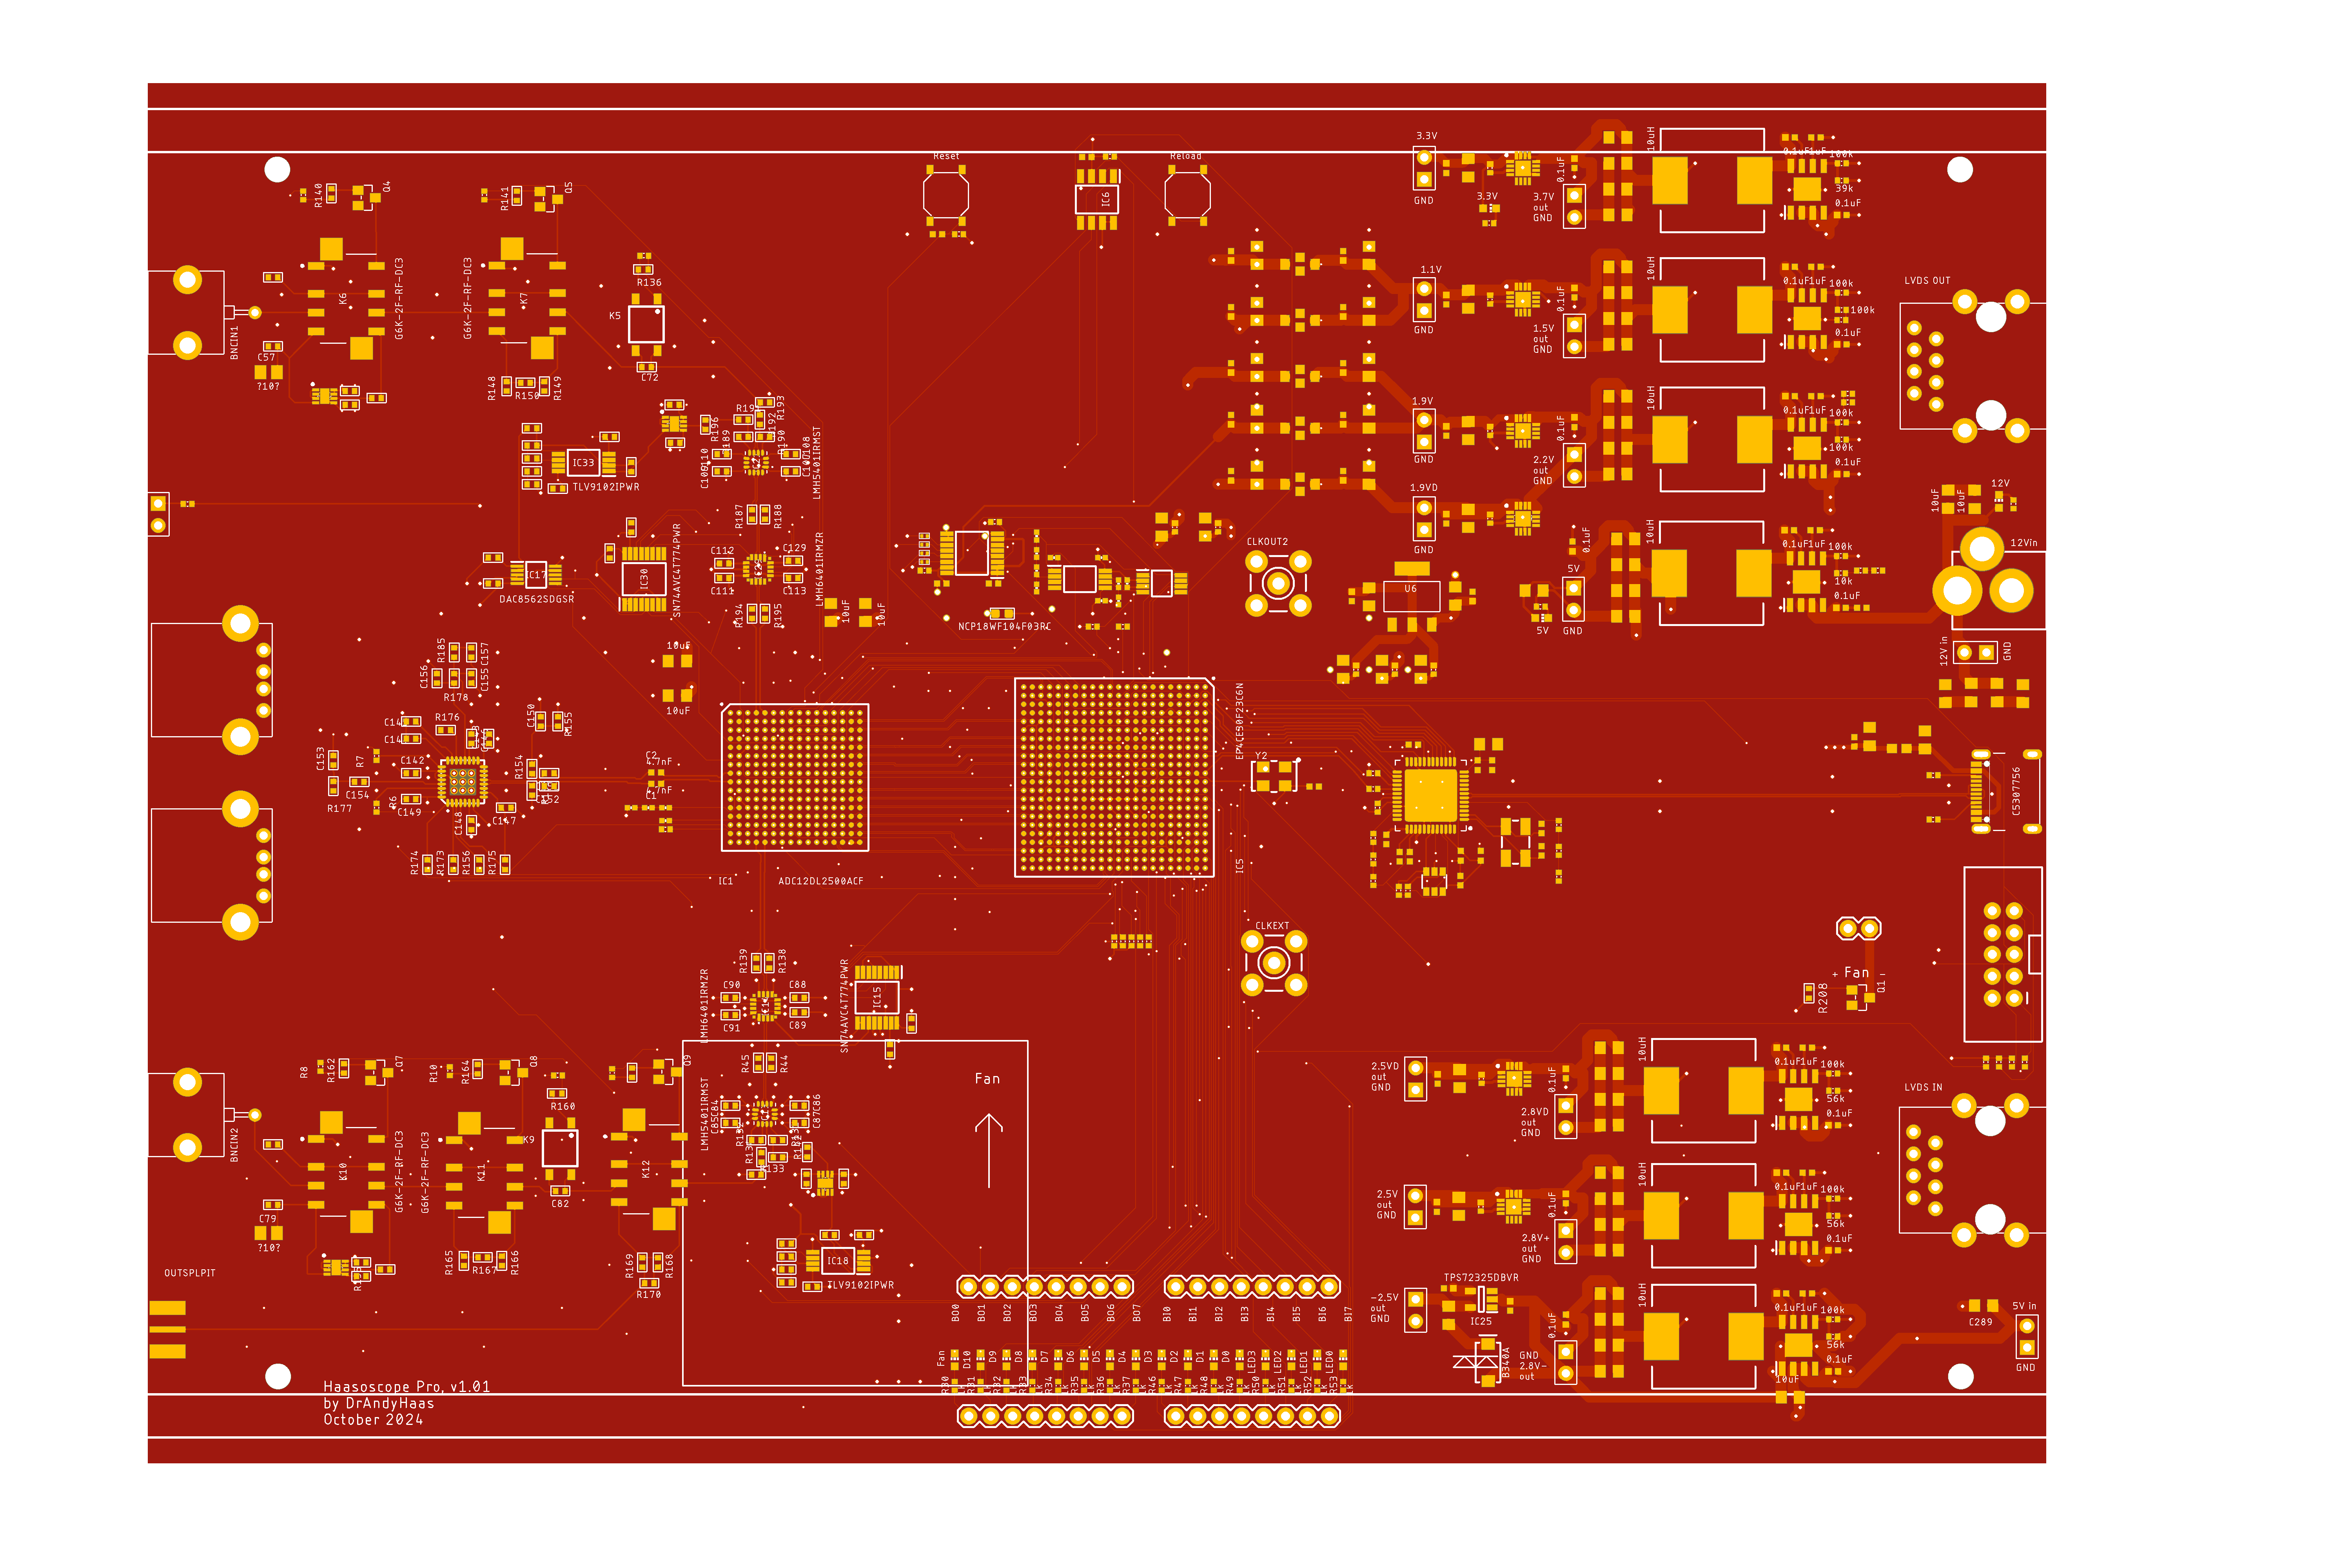 Reset
Reload
IC6
3.3V
GND
3.3V
3.7V
out
GND
0.1uF
10uH
0.1uF1uF
100k
39k
0.1uF
R140
Q4
R141
Q5
K6
G6K-2F-RF-DC3
G6K-2F-RF-DC3
K7
R136
K5
C72
BNCIN1
C57
?10?
R148
R150
R149
1.1V
GND
1.5V
out
GND
0.1uF
10uH
0.1uF1uF
100k
100k
0.1uF
LVDS OUT
R193
R192
R190
R196
LMH5401IRMST
IC33
TLV9102IPWR
1.9V
GND
2.2V
out
GND
0.1uF
10uH
0.1uF1uF
100k
100k
0.1uF
R187
R188
1.9VD
GND
10uF
10uF
12V
12Vin
C112
C129
C111
C113
LMH6401IRMZR
IC17
DAC8562SDGSR
IC30
SN74AVC4T774PWR
R194
R195
10uF
10uF
NCP18WF104F03RC
CLKOUT2
U6
5V
5V
GND
0.1uF
10uH
0.1uF1uF
100k
10k
0.1uF
12V in
GND
10uF
10uF
R185
C157
C156
C155
R178
R176
C150
R155
C153
R7
C142
R177
C154
R6
C149
C148
C147
R154
C152
C2
4.7nF
4.7nF
C1
R174
R173
R156
R175
IC1
ADC12DL2500ACF
EP4CE30F23C6N
IC5
Y2
C5307756
CLKEXT
+ Fan -
R208
Q1
R139
R138
C90
C88
C91
C89
LMH6401IRMZR
IC15
SN74AVC4T774PWR
R8
R162
Q7
R10
R164
Q8
Q9
R45
R44
Fan
2.5VD
out
GND
2.8VD
out
GND
0.1uF
10uH
0.1uF1uF
100k
56k
0.1uF
LVDS IN
BNCIN2
R160
K9
C82
K10
G6K-2F-RF-DC3
G6K-2F-RF-DC3
K11
K12
LMH5401IRMST
C85C84
C87C86
C79
?10?
R165
R167
R166
R169
R168
R170
IC18
TLV9102IPWR
2.5V
out
GND
2.8V+
out
GND
0.1uF
10uH
0.1uF1uF
100k
56k
0.1uF
OUTSPLPIT
BO0
BO1
BO2
BO3
BO4
BO5
BO6
BO7
BI0
BI1
BI2
BI3
BI4
BI5
BI6
BI7
-2.5V
out
GND
TPS72325DBVR
IC25
B340A
GND
2.8V-
out
0.1uF
10uH
0.1uF1uF
100k
56k
0.1uF
10uF
C289
5V in
GND
Fan
D10
D9
D8
D7
D6
D5
D4
D3
D2
D1
D0
LED3
LED2
LED1
LED0
R30
R31
R32
R33
R34
R35
R36
R37
R46
R47
R48
R49
R50
R51
R52
R53
Haasoscope Pro, v1.01
by DrAndyHaas
October 2024